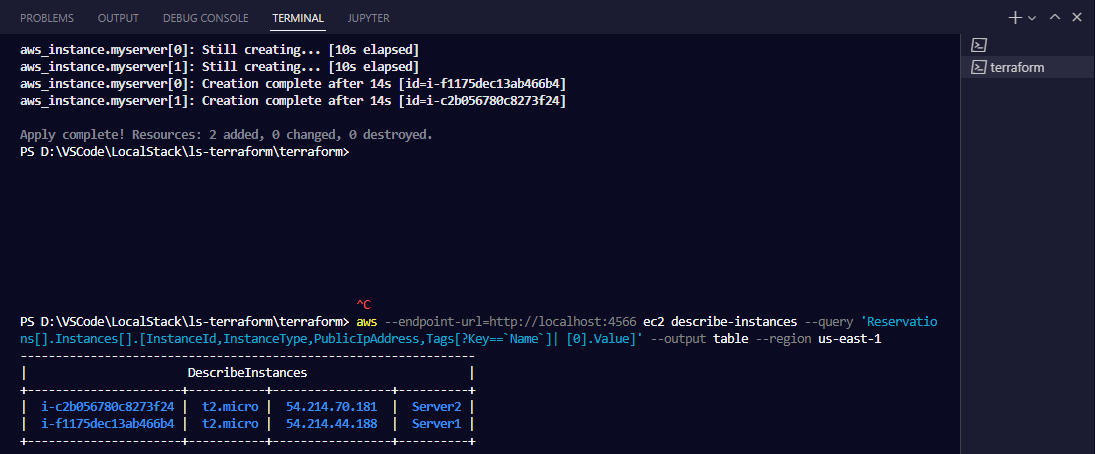 PROBLEMS OUTPUT DEBUG CONSOLE TERMINAL JUPYTER
terraform
aws_instance.myserver[0]: Still creating... [10s elapsed]
aws_instance.myserver[1]: Still creating... [10s elapsed]
aws_instance.myserver[0]: Creation complete after 14s [id=i-f1175dec13ab466b4]
aws_instance.myserver[1]: Creation complete after 14s [id=i-c2b056780c8273f24]
Apply complete! Resources: 2 added, 0 changed, 0 destroyed.
PS D:\VSCode\LocalStack\ls-terraform\terraform>
^C
PS D:\VSCode\LocalStack\ls-terraform\terraform> aws --endpoint-url=http://localhost:4566 ec2 describe-instances --query 'Reservatio
ns[].Instances[].[InstanceId,InstanceType,PublicIpAddress,Tags[?Key==`Name`]| [0].Value]' --output table --region us-east-1
---------------------------------------------------------------
|                      DescribeInstances                      |
+----------------------+-----------+----------------+----------+
|  i-c2b056780c8273f24 |  t2.micro |  54.214.70.181  |  Server2 |
|  i-f1175dec13ab466b4 |  t2.micro |  54.214.44.188  |  Server1 |
+----------------------+-----------+----------------+----------+